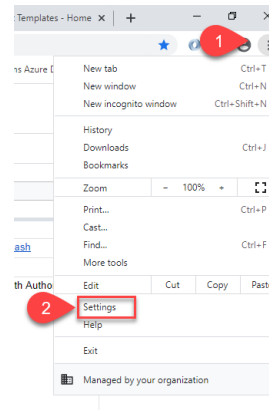 Templates - Home × +
1
ns Azure
New tab Ctrl+T
New window Ctrl+N
New incognito window Ctrl+Shift+N
History
Downloads Ctrl+J
Bookmarks
Zoom - 100% +
Print... Ctrl+P
Cast...
ash
Find... Ctrl+F
More tools
th Autho
Edit Cut Copy Past
2
Settings
Help
Exit
Managed by your organization